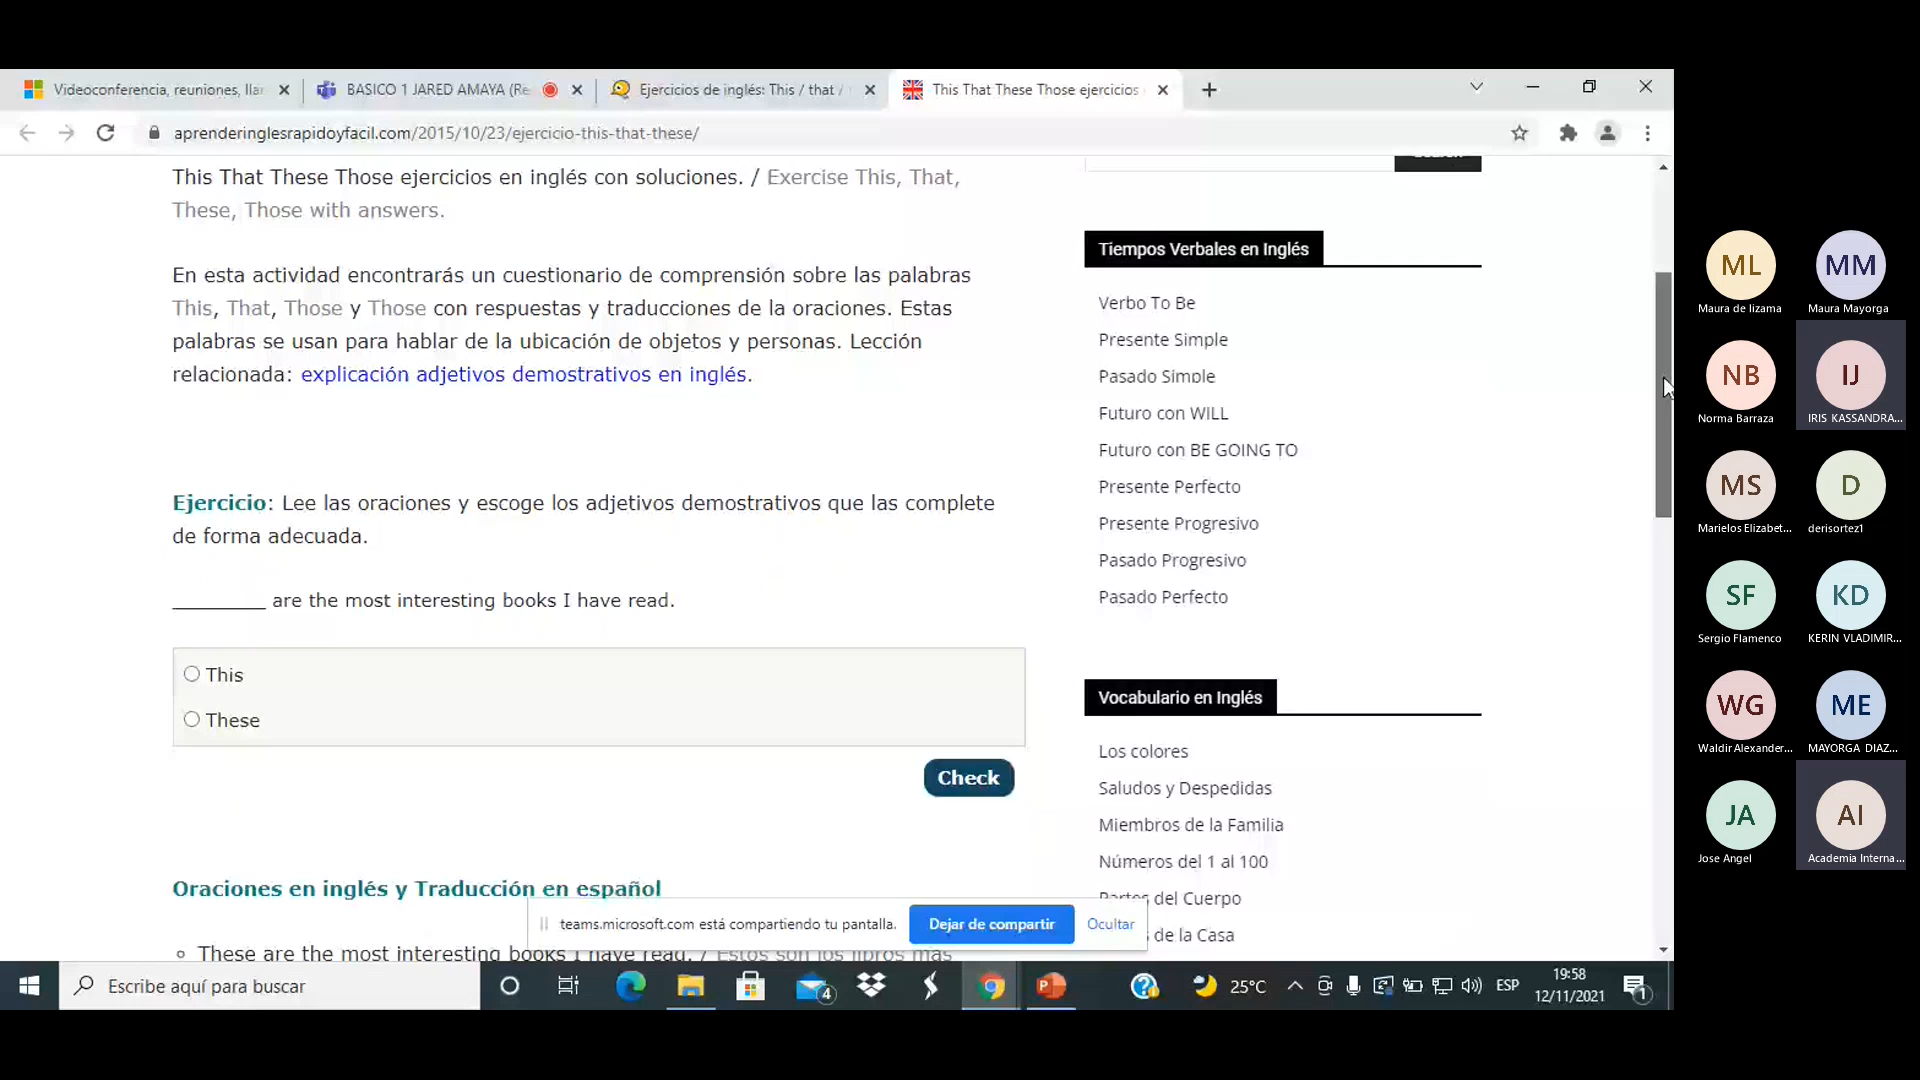 Videoconferencia, reuniones, llar
BASICO 1 JARED AMAYA (Re
Ejercicios de inglés: This / that /
This That These Those ejercicios
aprenderinglesrapidoyfacil.com/2015/10/23/ejercicio-this-that-these/
This That These Those ejercicios en inglés con soluciones. / Exercise This, That,
These, Those with answers.
En esta actividad encontrarás un cuestionario de comprensión sobre las palabras
This, That, Those y Those con respuestas y traducciones de la oraciones. Estas
palabras se usan para hablar de la ubicación de objetos y personas. Lección
relacionada: explicación adjetivos demostrativos en inglés.
Ejercicio: Lee las oraciones y escoge los adjetivos demostrativos que las complete
de forma adecuada.
_________ are the most interesting books I have read.
This
These
Check
Oraciones en inglés y Traducción en español
These are the most interesting books I have read. / Estos son los libros más
Tiempos Verbales en Inglés
Verbo To Be
Presente Simple
Pasado Simple
Futuro con WILL
Futuro con BE GOING TO
Presente Perfecto
Presente Progresivo
Pasado Progresivo
Pasado Perfecto
Vocabulario en Inglés
Los colores
Saludos y Despedidas
Miembros de la Familia
Números del 1 al 100
Partes del Cuerpo
de la Casa
teams.microsoft.com está compartiendo tu pantalla.
Dejar de compartir
Ocultar
Escribe aquí para buscar
4
25°C
ESP
19:58
12/11/2021
1
ML
Maura de lizama
MM
Maura Mayorga
NB
Norma Barraza
IJ
IRIS KASSANDRA...
MS
Marielos Elizabet...
D
derisortez1
SF
Sergio Flamenco
KD
KERIN VLADIMIR...
WG
Waldir Alexander...
ME
MAYORGA DIAZ...
JA
Jose Angel
AI
Academia Interna...